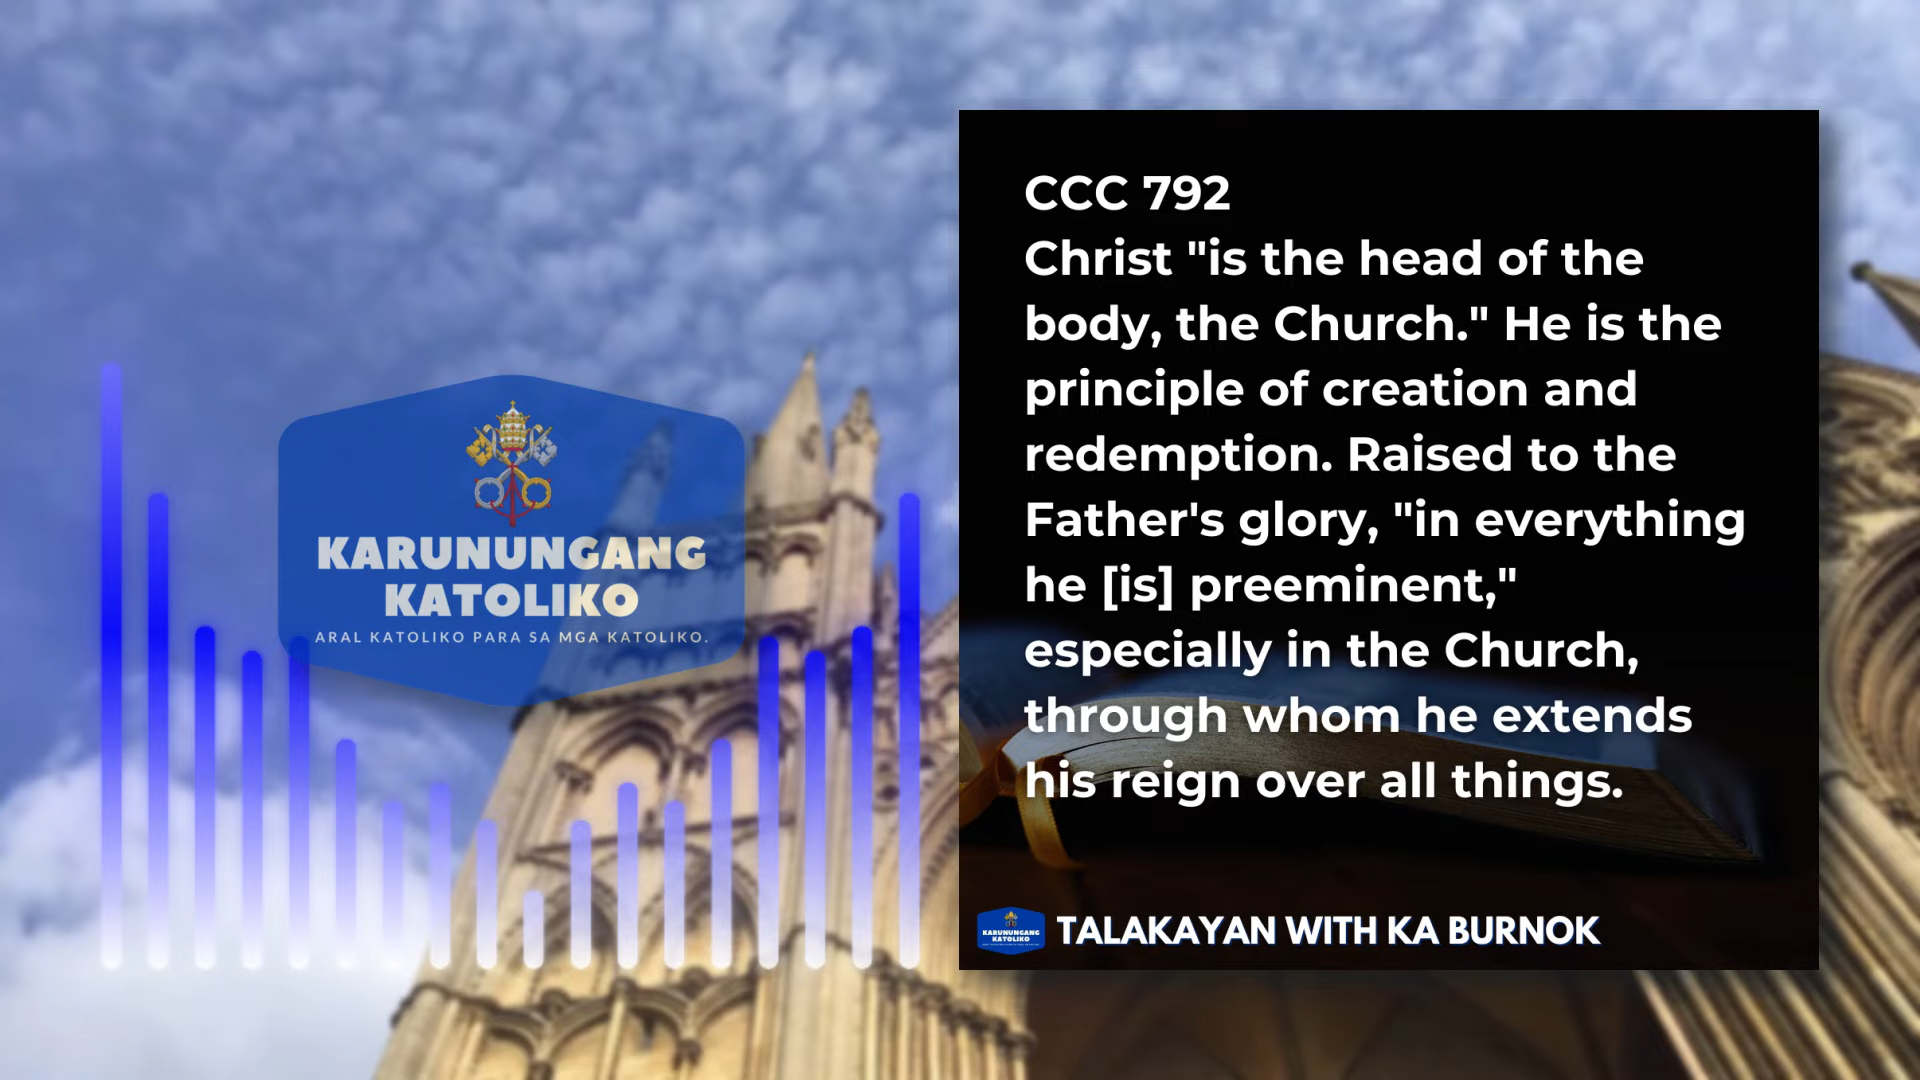 KARUNUNGANG
KATOLIKO
ARAL KATOLIKO PARA SA MGA KATOLIKO.
CCC 792
Christ "is the head of the
body, the Church." He is the
principle of creation and
redemption. Raised to the
Father's glory, "in everything
he [is] preeminent,"
especially in the Church,
through whom he extends
his reign over all things.
KARUNUNGANG
KATOLIKO
TALAKAYAN WITH KA BURNOK